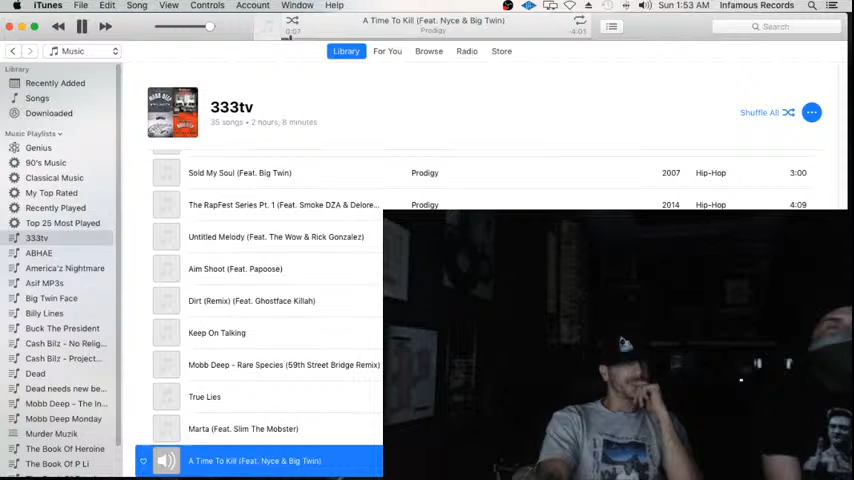 iTunes File Edit Song View Controls Account Window Help Sun 1:53 AM Infamous Records
A Time To Kill (Feat. Nyce & Big Twin)
Prodigy
0:07 -4:01
Search
Music
Library For You Browse Radio Store
Library
Recently Added
Songs
Downloaded
Music Playlists
Genius
90's Music
Classical Music
My Top Rated
Recently Played
Top 25 Most Played
333tv
ABHAE
America'z Nightmare
Asif MP3s
Big Twin Face
Billy Lines
Buck The President
Cash Bilz - No Relig...
Cash Bilz - Project...
Dead
Dead needs new be...
Mobb Deep - The In...
Mobb Deep Monday
Murder Muzik
The Book Of Heroine
The Book Of P Li
333tv
35 songs • 2 hours, 8 minutes
Shuffle All
Sold My Soul (Feat. Big Twin) Prodigy 2007 Hip-Hop 3:00
The RapFest Series Pt. 1 (Feat. Smoke DZA & Delore... Prodigy 2014 Hip-Hop 4:09
Untitled Melody (Feat. The Wow & Rick Gonzalez)
Aim Shoot (Feat. Papoose)
Dirt (Remix) (Feat. Ghostface Killah)
Keep On Talking
Mobb Deep - Rare Species (59th Street Bridge Remix)
True Lies
Marta (Feat. Slim The Mobster)
A Time To Kill (Feat. Nyce & Big Twin)